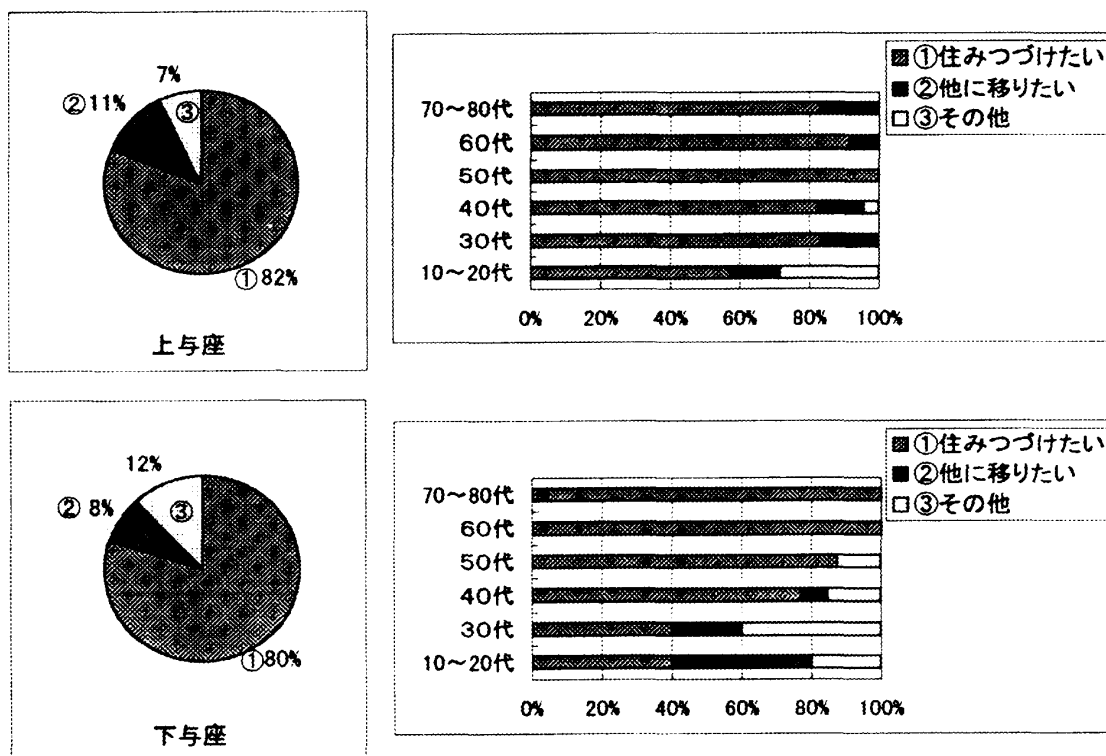 7%
② 11%
③
① 82%
上与座
①住みつづけたい
②他に移りたい
③その他
70～80代
60代
50代
40代
30代
10～20代
0% 20% 40% 60% 80% 100%
12%
② 8%
③
①80%
下与座
①住みつづけたい
②他に移りたい
③その他
70～80代
60代
50代
40代
30代
10～20代
0% 20% 40% 60% 80% 100%